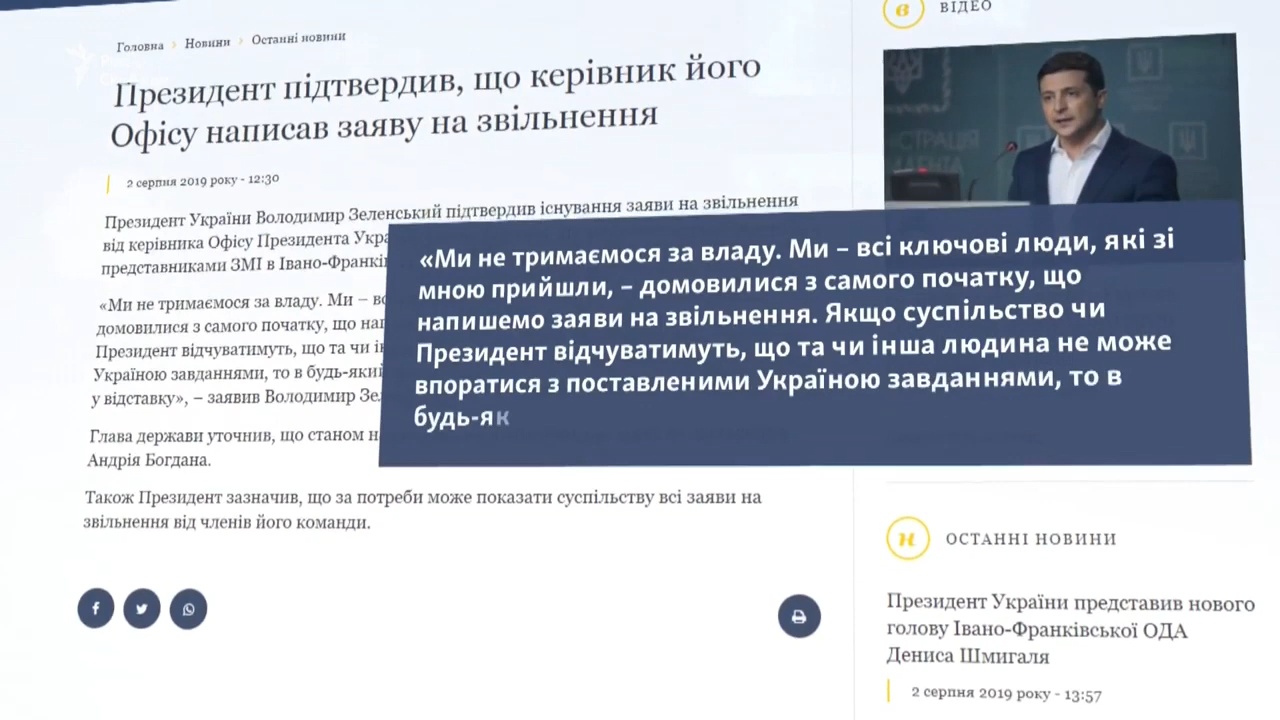 Головна › Новини › Останні новини
Президент підтвердив, що керівник його
Офісу написав заяву на звільнення
2 серпня 2019 року - 12:30
Президент України Володимир Зеленський підтвердив існування заяви на звільнення
від керівника Офісу Президента
представниками ЗМІ в
«Ми не тримаємося за владу. Ми –
домовилися з самого початку, що
Президент відчуватимуть, що та чи
Україною завданнями, то в
у відставку», – заявив Володимир
Глава держави уточнив, що станом
Андрія Богдана.
Також Президент зазначив, що за потреби може показати суспільству всі заяви на
звільнення від членів його команди.
«Ми не тримаємося за владу. Ми – всі ключові люди, які зі
мною прийшли, – домовилися з самого початку, що
напишемо заяви на звільнення. Якщо суспільство чи
Президент відчуватимуть, що та чи інша людина не може
впоратися з поставленими Україною завданнями, то в
будь-як
в ВІДЕО
н ОСТАННІ НОВИНИ
Президент України представив нового
голову Івано-Франківської ОДА
Дениса Шмигаля
2 серпня 2019 року - 13:57